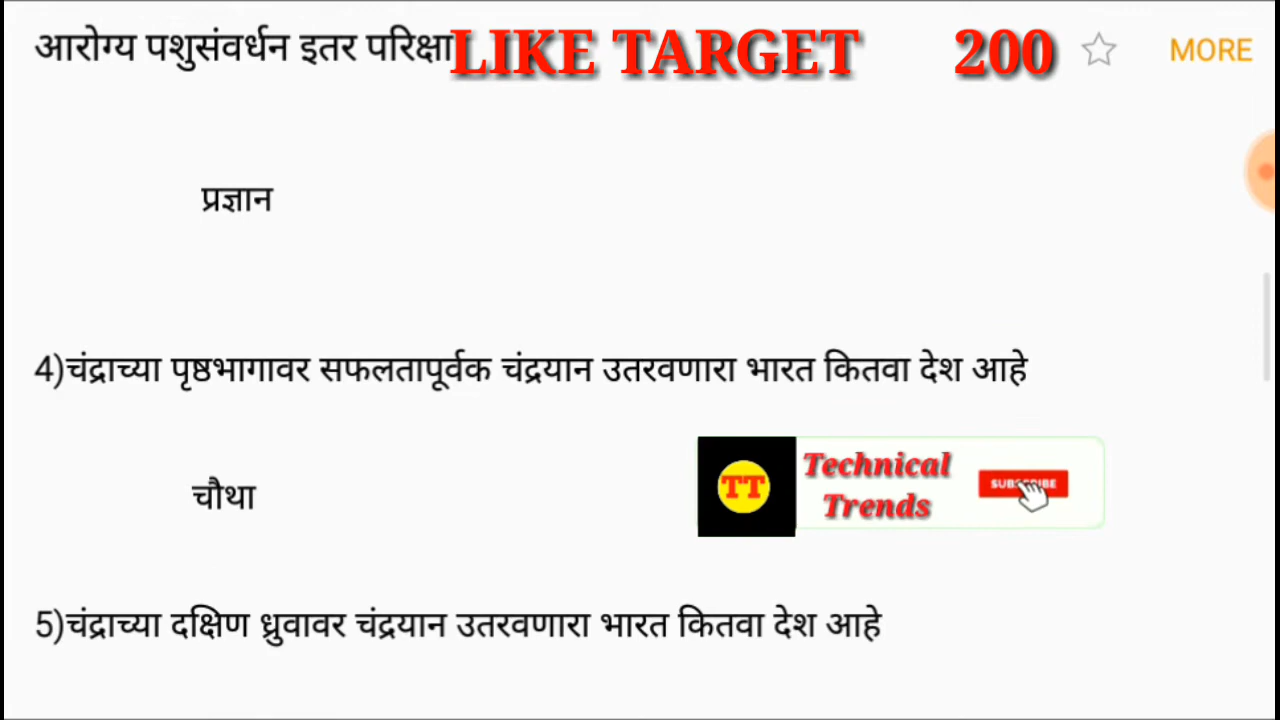 आरोग्य पशुसंवर्धन इतर परिक्षा LIKE TARGET 200 MORE
प्रज्ञान
4)चंद्राच्या पृष्ठभागावर सफलतापूर्वक चंद्रयान उतरवणारा भारत कितवा देश आहे
TT Technical Trends SUBSCRIBE
चौथा
5)चंद्राच्या दक्षिण ध्रुवावर चंद्रयान उतरवणारा भारत कितवा देश आहे